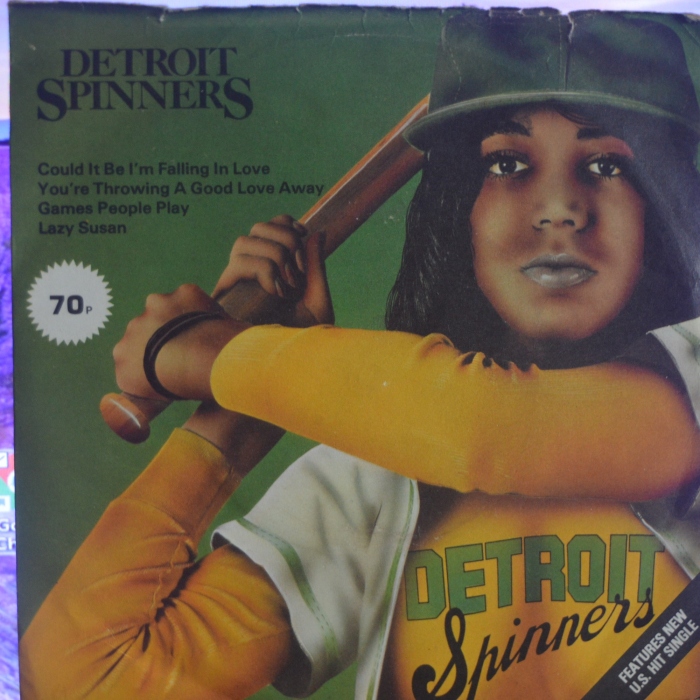 DETROIT
SPINNERS
Could It Be I'm Falling In Love
You're Throwing A Good Love Away
Games People Play
Lazy Susan
70P
DETROIT
Spinners
FEATURES NEW
U.S. HIT SINGLE